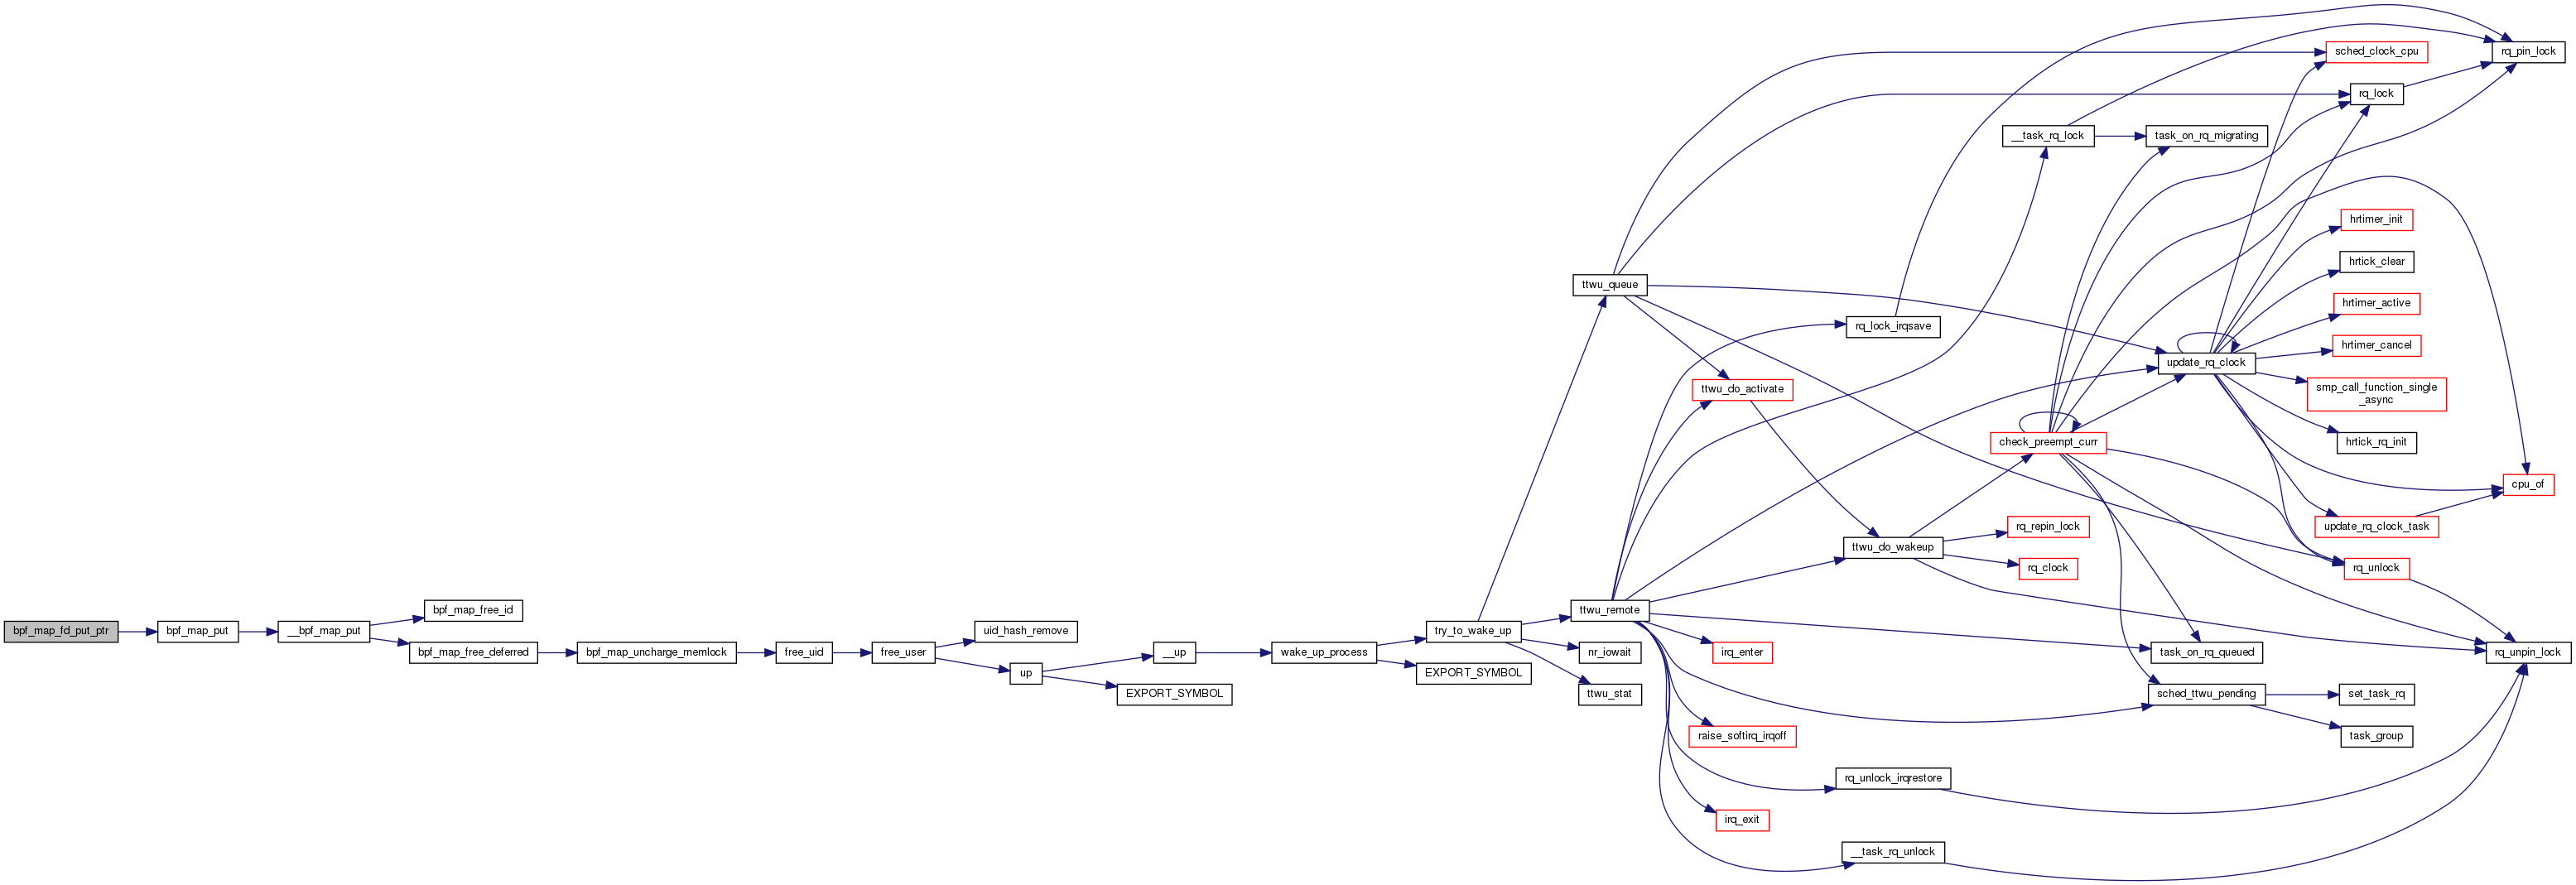 bpf_map_fd_put_ptr
bpf_map_put
__bpf_map_put
bpf_map_free_id
bpf_map_free_deferred
bpf_map_uncharge_memlock
free_uid
free_user
uid_hash_remove
up
__up
EXPORT_SYMBOL
wake_up_process
try_to_wake_up
EXPORT_SYMBOL
ttwu_queue
ttwu_remote
nr_iowait
ttwu_stat
ttwu_do_activate
irq_enter
raise_softirq_irqoff
irq_exit
rq_lock_irqsave
ttwu_do_wakeup
rq_unlock_irqrestore
__task_rq_unlock
__task_rq_lock
check_preempt_curr
rq_repin_lock
rq_clock
task_on_rq_migrating
update_rq_clock
task_on_rq_queued
sched_ttwu_pending
sched_clock_cpu
rq_lock
hrtimer_init
hrtick_clear
hrtimer_active
hrtimer_cancel
smp_call_function_single
_async
hrtick_rq_init
update_rq_clock_task
rq_unlock
set_task_rq
task_group
rq_pin_lock
cpu_of
rq_unpin_lock